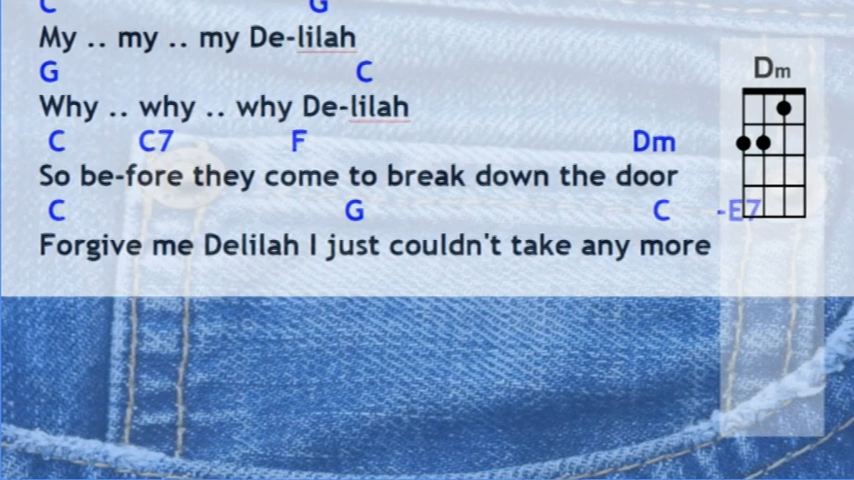 C G
My .. my .. my De-lilah
G C
Why .. why .. why De-lilah
C C7 F Dm
So be-fore they come to break down the door
C G C -E7
Forgive me Delilah I just couldn't take any more
Dm